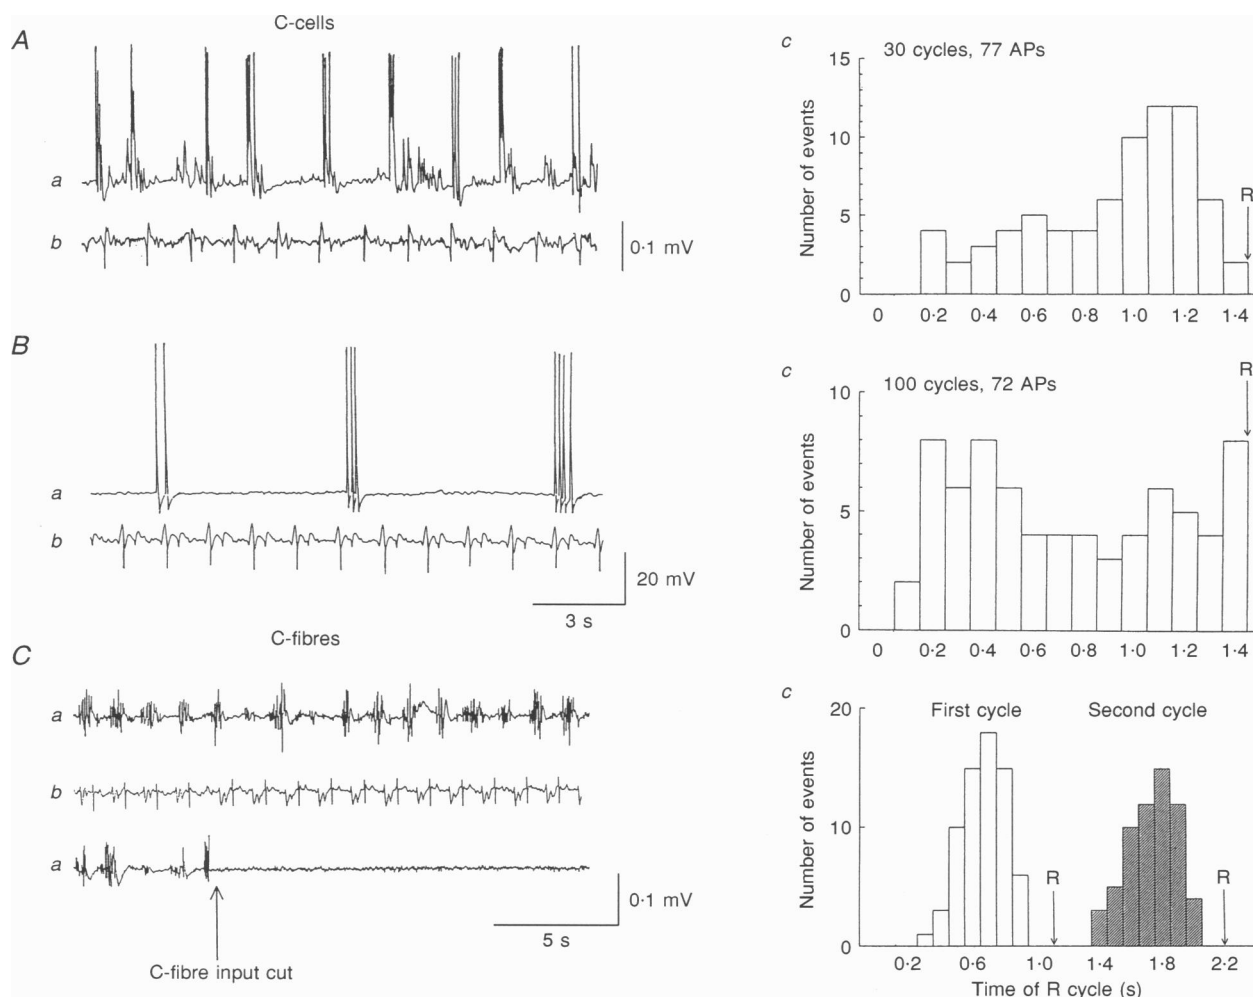 C-cells
A
a
b
0·1 mV
B
a
b
20 mV
3 s
C-fibres
C
a
b
a
0·1 mV
5 s
C-fibre input cut
c
30 cycles, 77 APs
Number of events
15
10
5
0
R
0 0·2 0·4 0·6 0·8 1·0 1·2 1·4
c
100 cycles, 72 APs
Number of events
10
5
0
R
0 0·2 0·4 0·6 0·8 1·0 1·2 1·4
c
First cycle Second cycle
Number of events
20
10
0
R R
0·2 0·6 1·0 1·4 1·8 2·2
Time of R cycle (s)